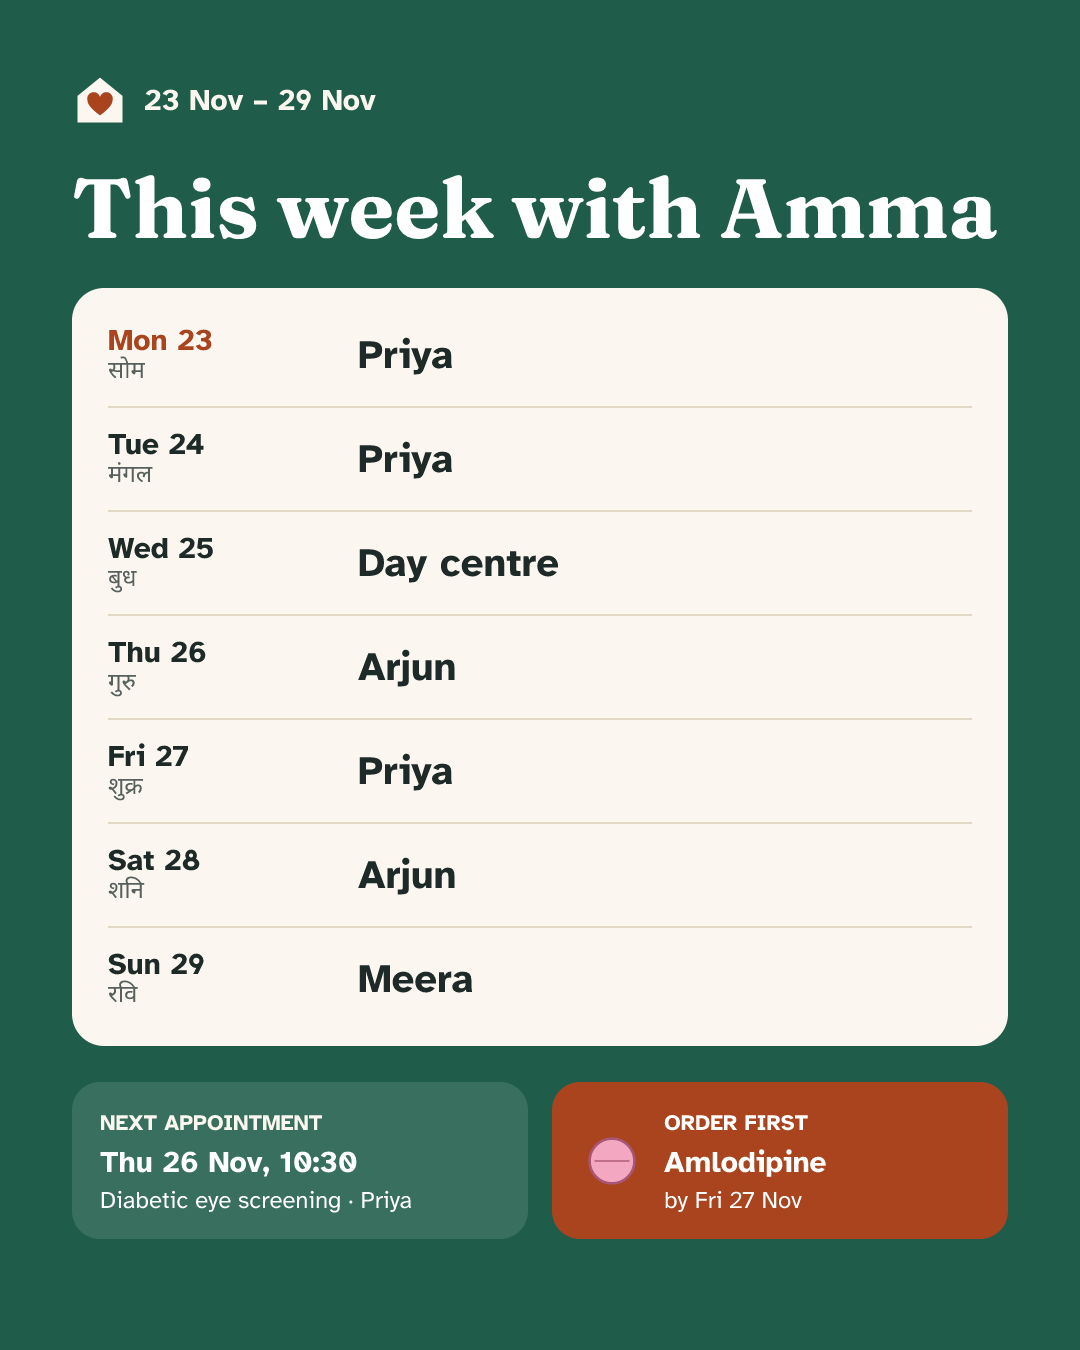 23 Nov – 29 Nov
This week with Amma
Mon 23
सोम
Priya
Tue 24
मंगल
Priya
Wed 25
बुध
Day centre
Thu 26
गुरु
Arjun
Fri 27
शुक्र
Priya
Sat 28
शनि
Arjun
Sun 29
रवि
Meera
NEXT APPOINTMENT
Thu 26 Nov, 10:30
Diabetic eye screening · Priya
ORDER FIRST
Amlodipine
by Fri 27 Nov